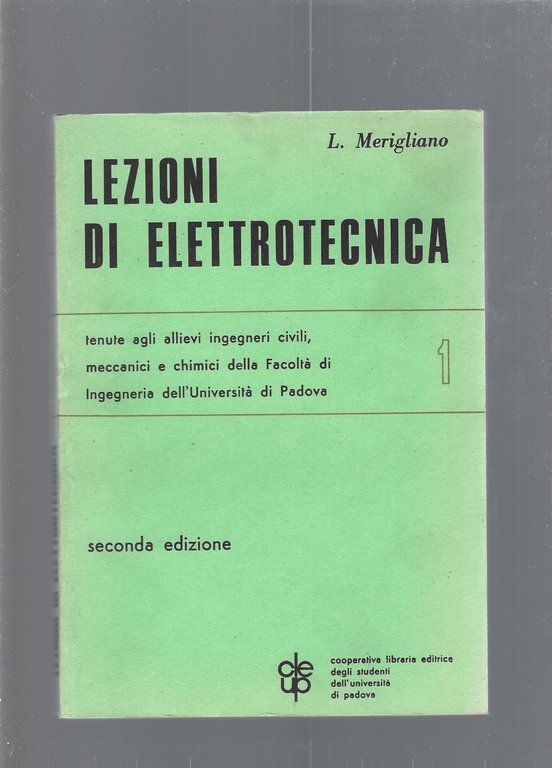 L. Merigliano
LEZIONI
DI ELETTROTECNICA
tenute agli allievi ingegneri civili,
meccanici e chimici della Facoltà di
Ingegneria dell'Università di Padova
1
seconda edizione
cleup
cooperativa libraria editrice
degli studenti
dell'università
di padova